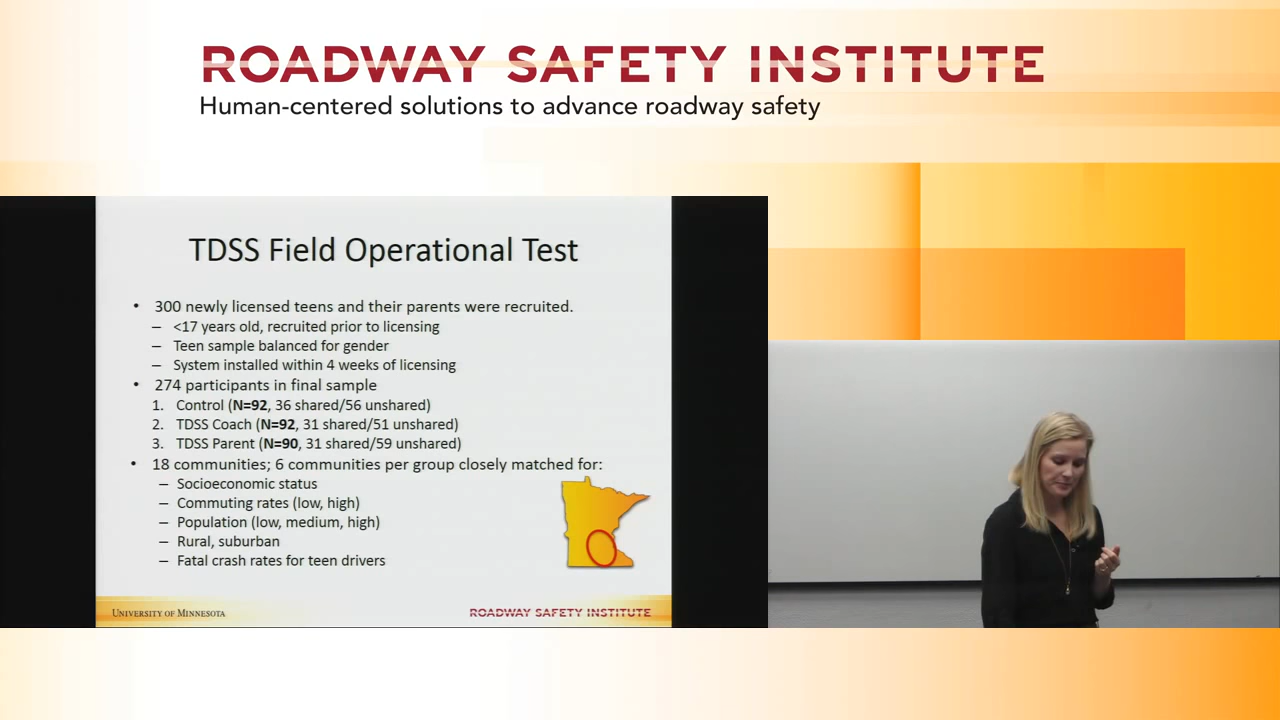 ROADWAY SAFETY INSTITUTE
Human-centered solutions to advance roadway safety
TDSS Field Operational Test
• 300 newly licensed teens and their parents were recruited.
– <17 years old, recruited prior to licensing
– Teen sample balanced for gender
– System installed within 4 weeks of licensing
• 274 participants in final sample
1. Control (N=92, 36 shared/56 unshared)
2. TDSS Coach (N=92, 31 shared/51 unshared)
3. TDSS Parent (N=90, 31 shared/59 unshared)
• 18 communities; 6 communities per group closely matched for:
– Socioeconomic status
– Commuting rates (low, high)
– Population (low, medium, high)
– Rural, suburban
– Fatal crash rates for teen drivers
UNIVERSITY OF MINNESOTA
ROADWAY SAFETY INSTITUTE